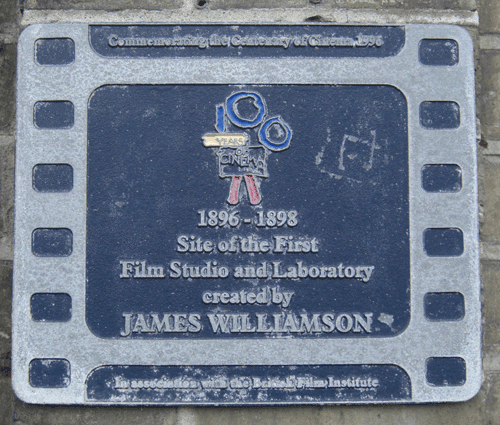 Commemorating the Centenary of Cinema 1996
100
YEARS
OF
CINEMA
1896 - 1898
Site of the First
Film Studio and Laboratory
created by
JAMES WILLIAMSON
In association with the British Film Institute